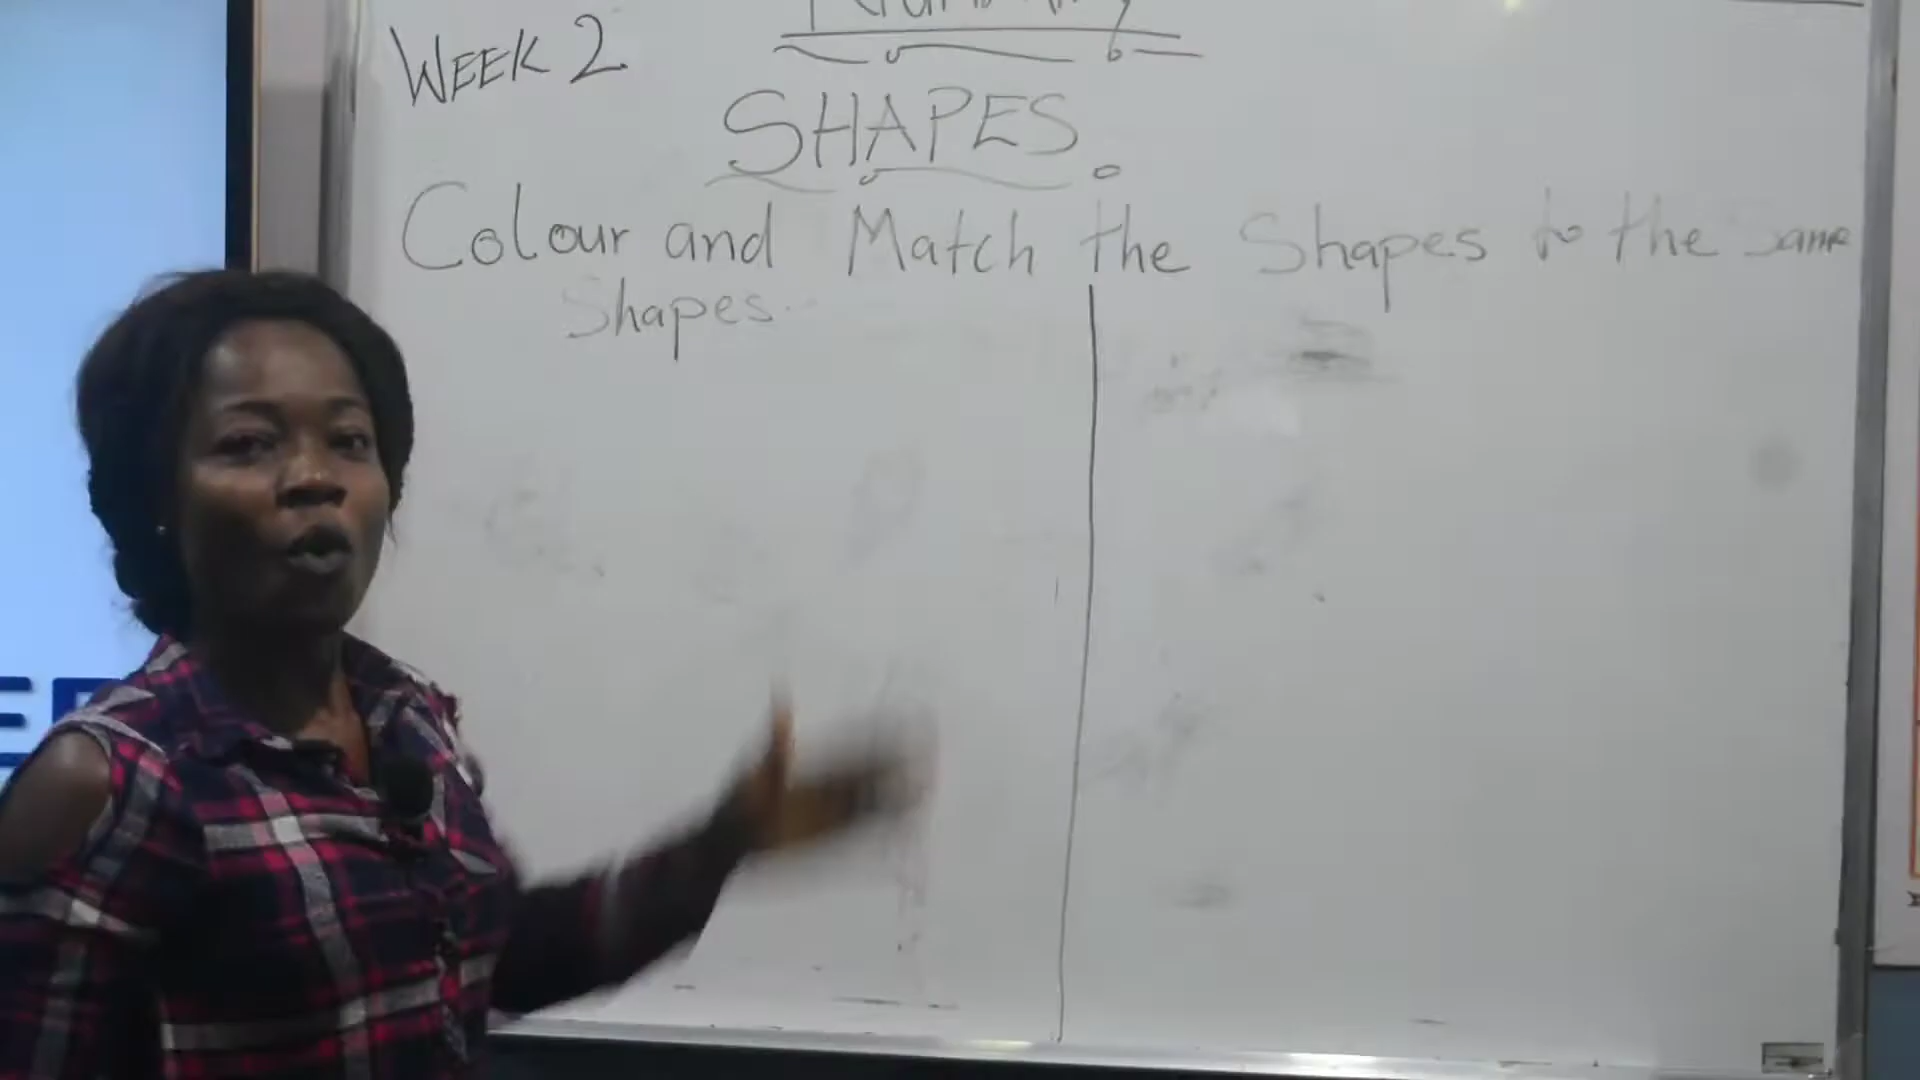 WEEK 2
SHAPES.
Colour and Match the Shapes to the Same
Shapes.